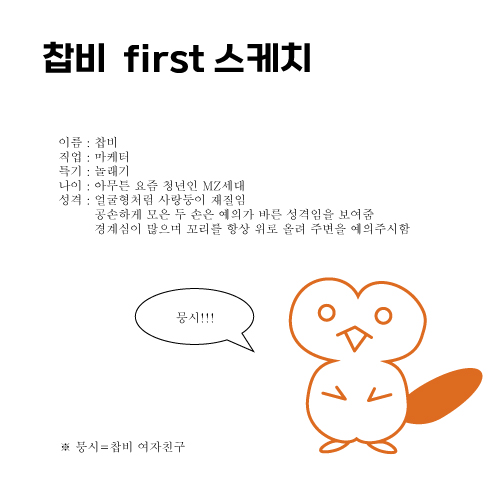 찹비 first 스케치
이름 : 찹비
직업 : 마케터
특기 : 놀래기
나이 : 아무튼 요즘 청년인 MZ세대
성격 : 얼굴형처럼 사랑둥이 재질임
공손하게 모은 두 손은 예의가 바른 성격임을 보여줌
경계심이 많으며 꼬리를 항상 위로 올려 주변을 예의주시함
뭉시!!!
※ 뭉시=찹비 여자친구